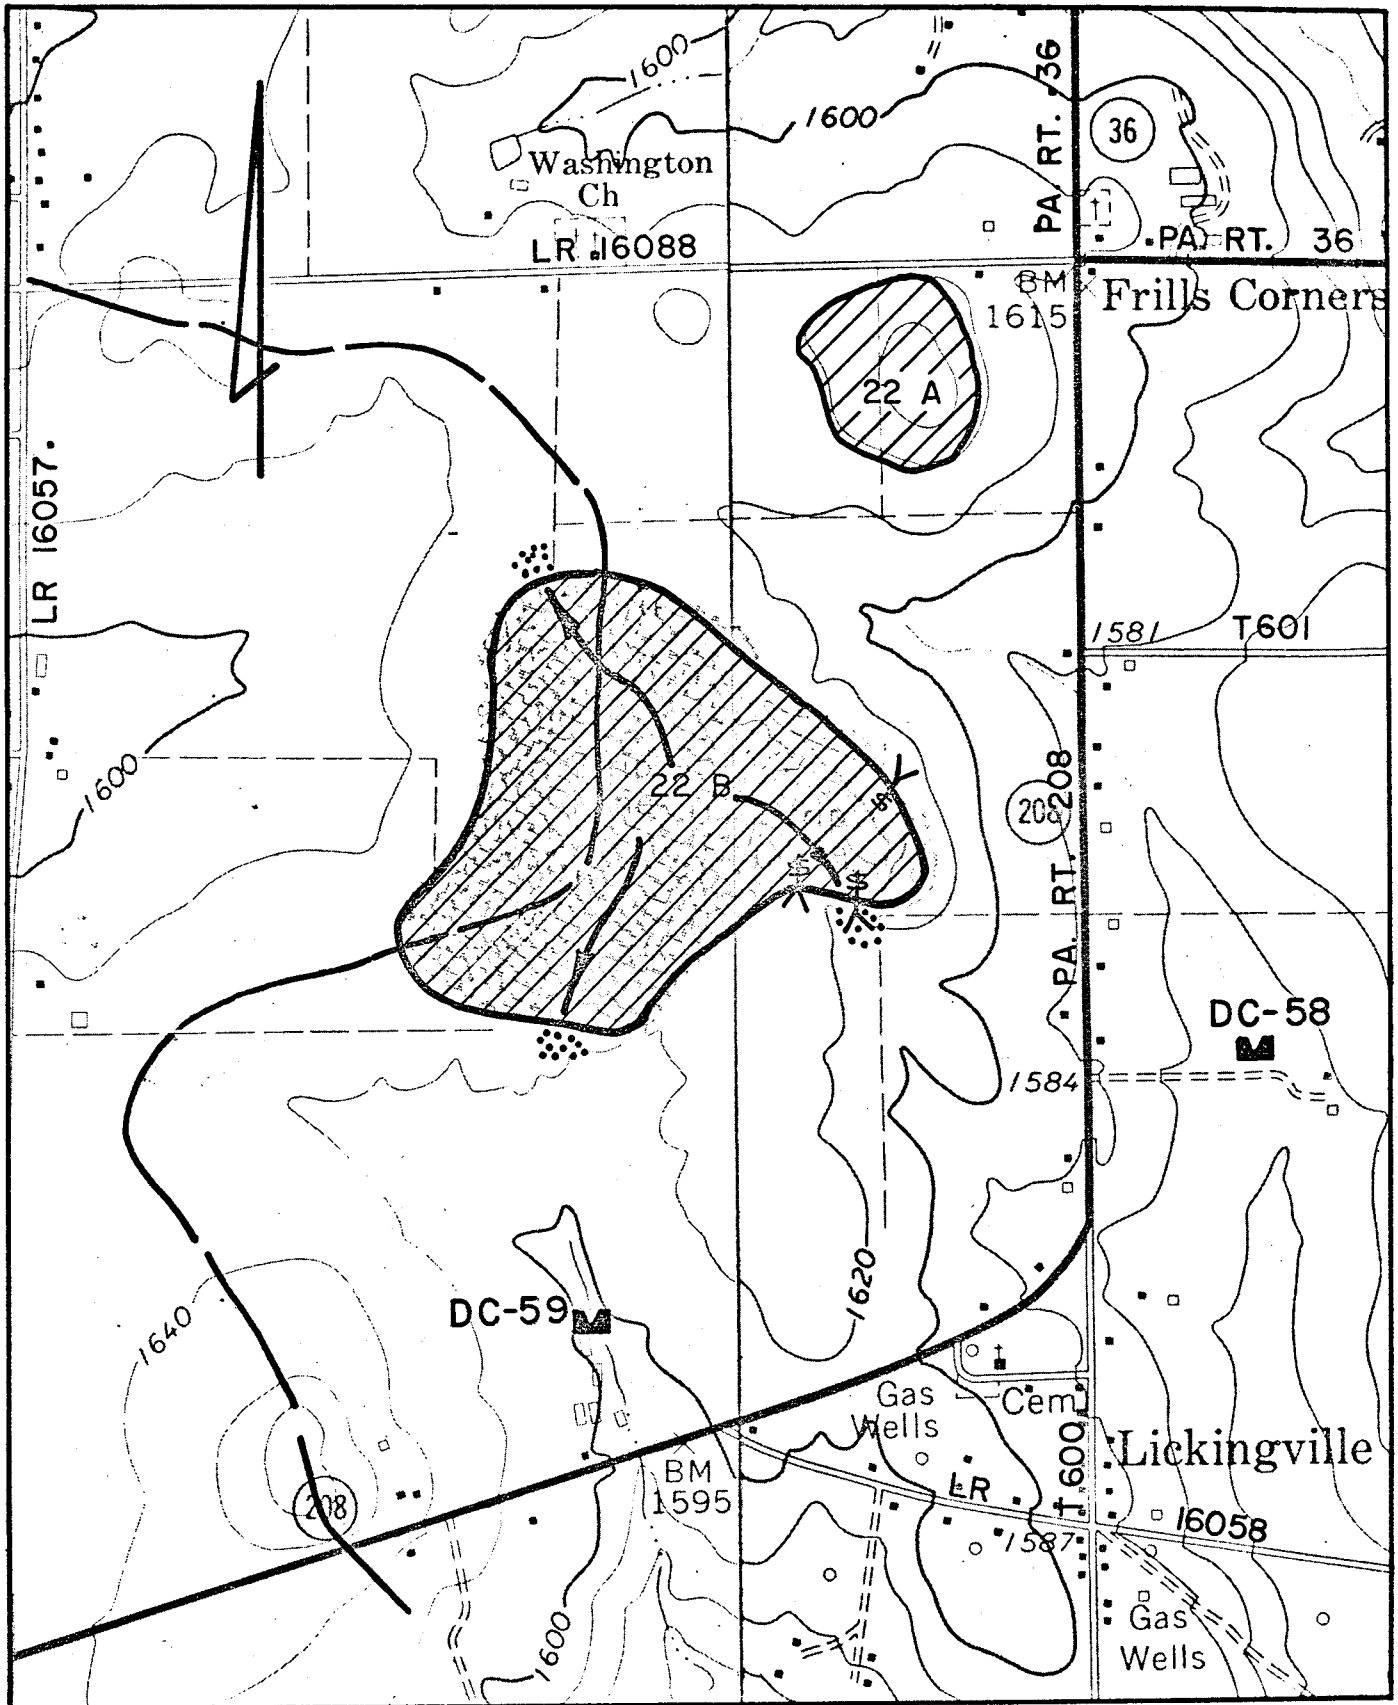 1600
1600
PA. RT. 36
36
Washington
Ch
LR 16088
PA. RT. 36
BM
1615
Frills Corners
22 A
LR 16057.
1581
T601
1600
22 B
S
S
S
208
PA. RT. 208
DC-58
1584
1620
DC-59
1640
Gas
Wells
Cem
T 600
Lickingville
BM
1595
LR
16058
208
1587
1600
Gas
Wells